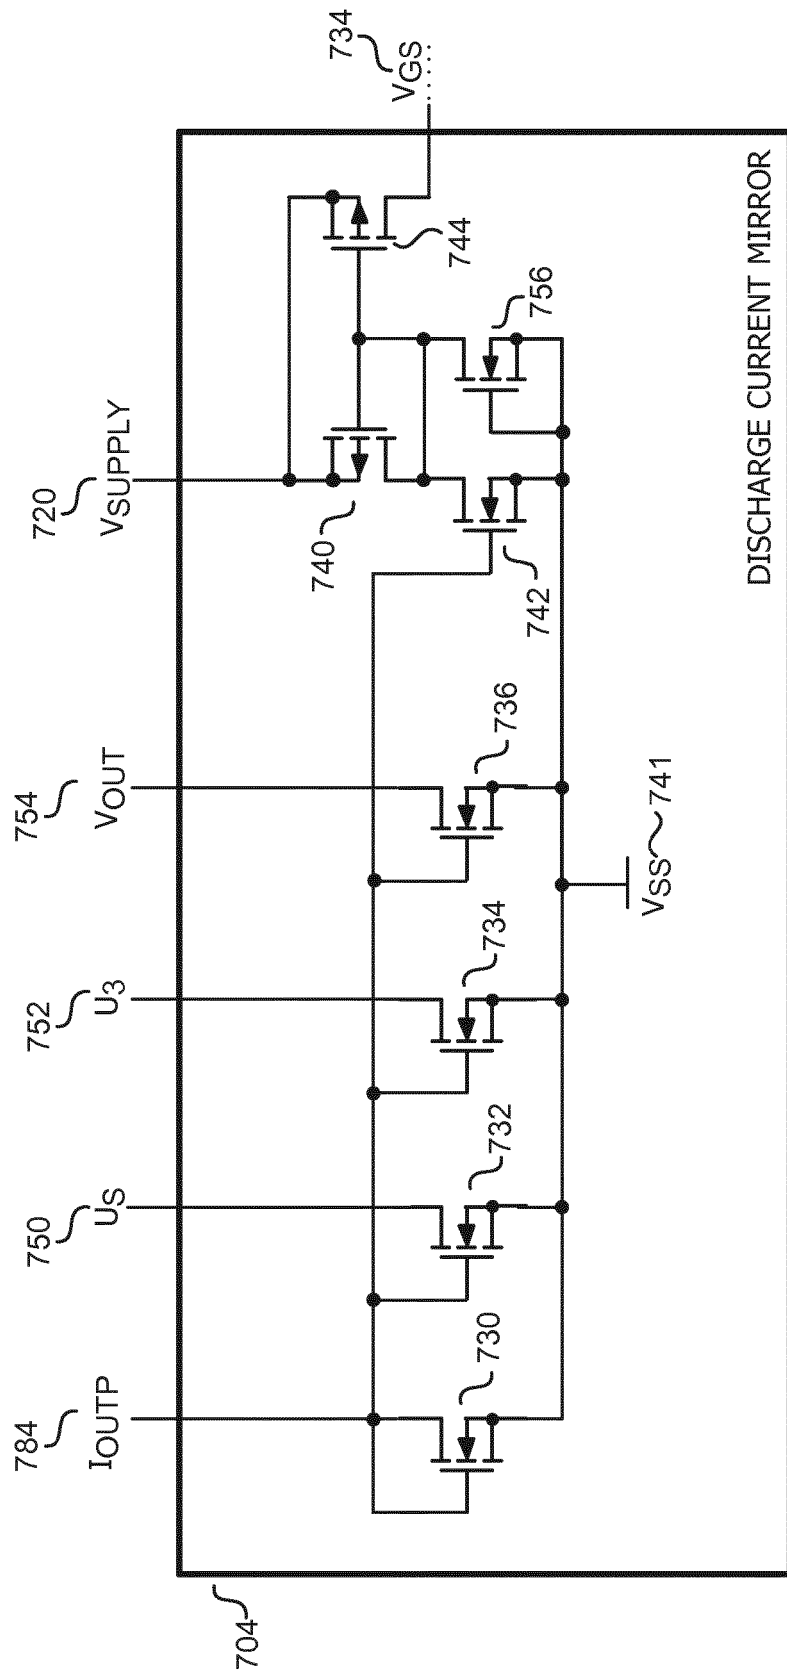 704
784
IOUTP
750
US
752
U3
754
VOUT
720
VSUPPLY
734
VGS
730
732
734
736
740
742
744
756
VSS 741
DISCHARGE CURRENT MIRROR